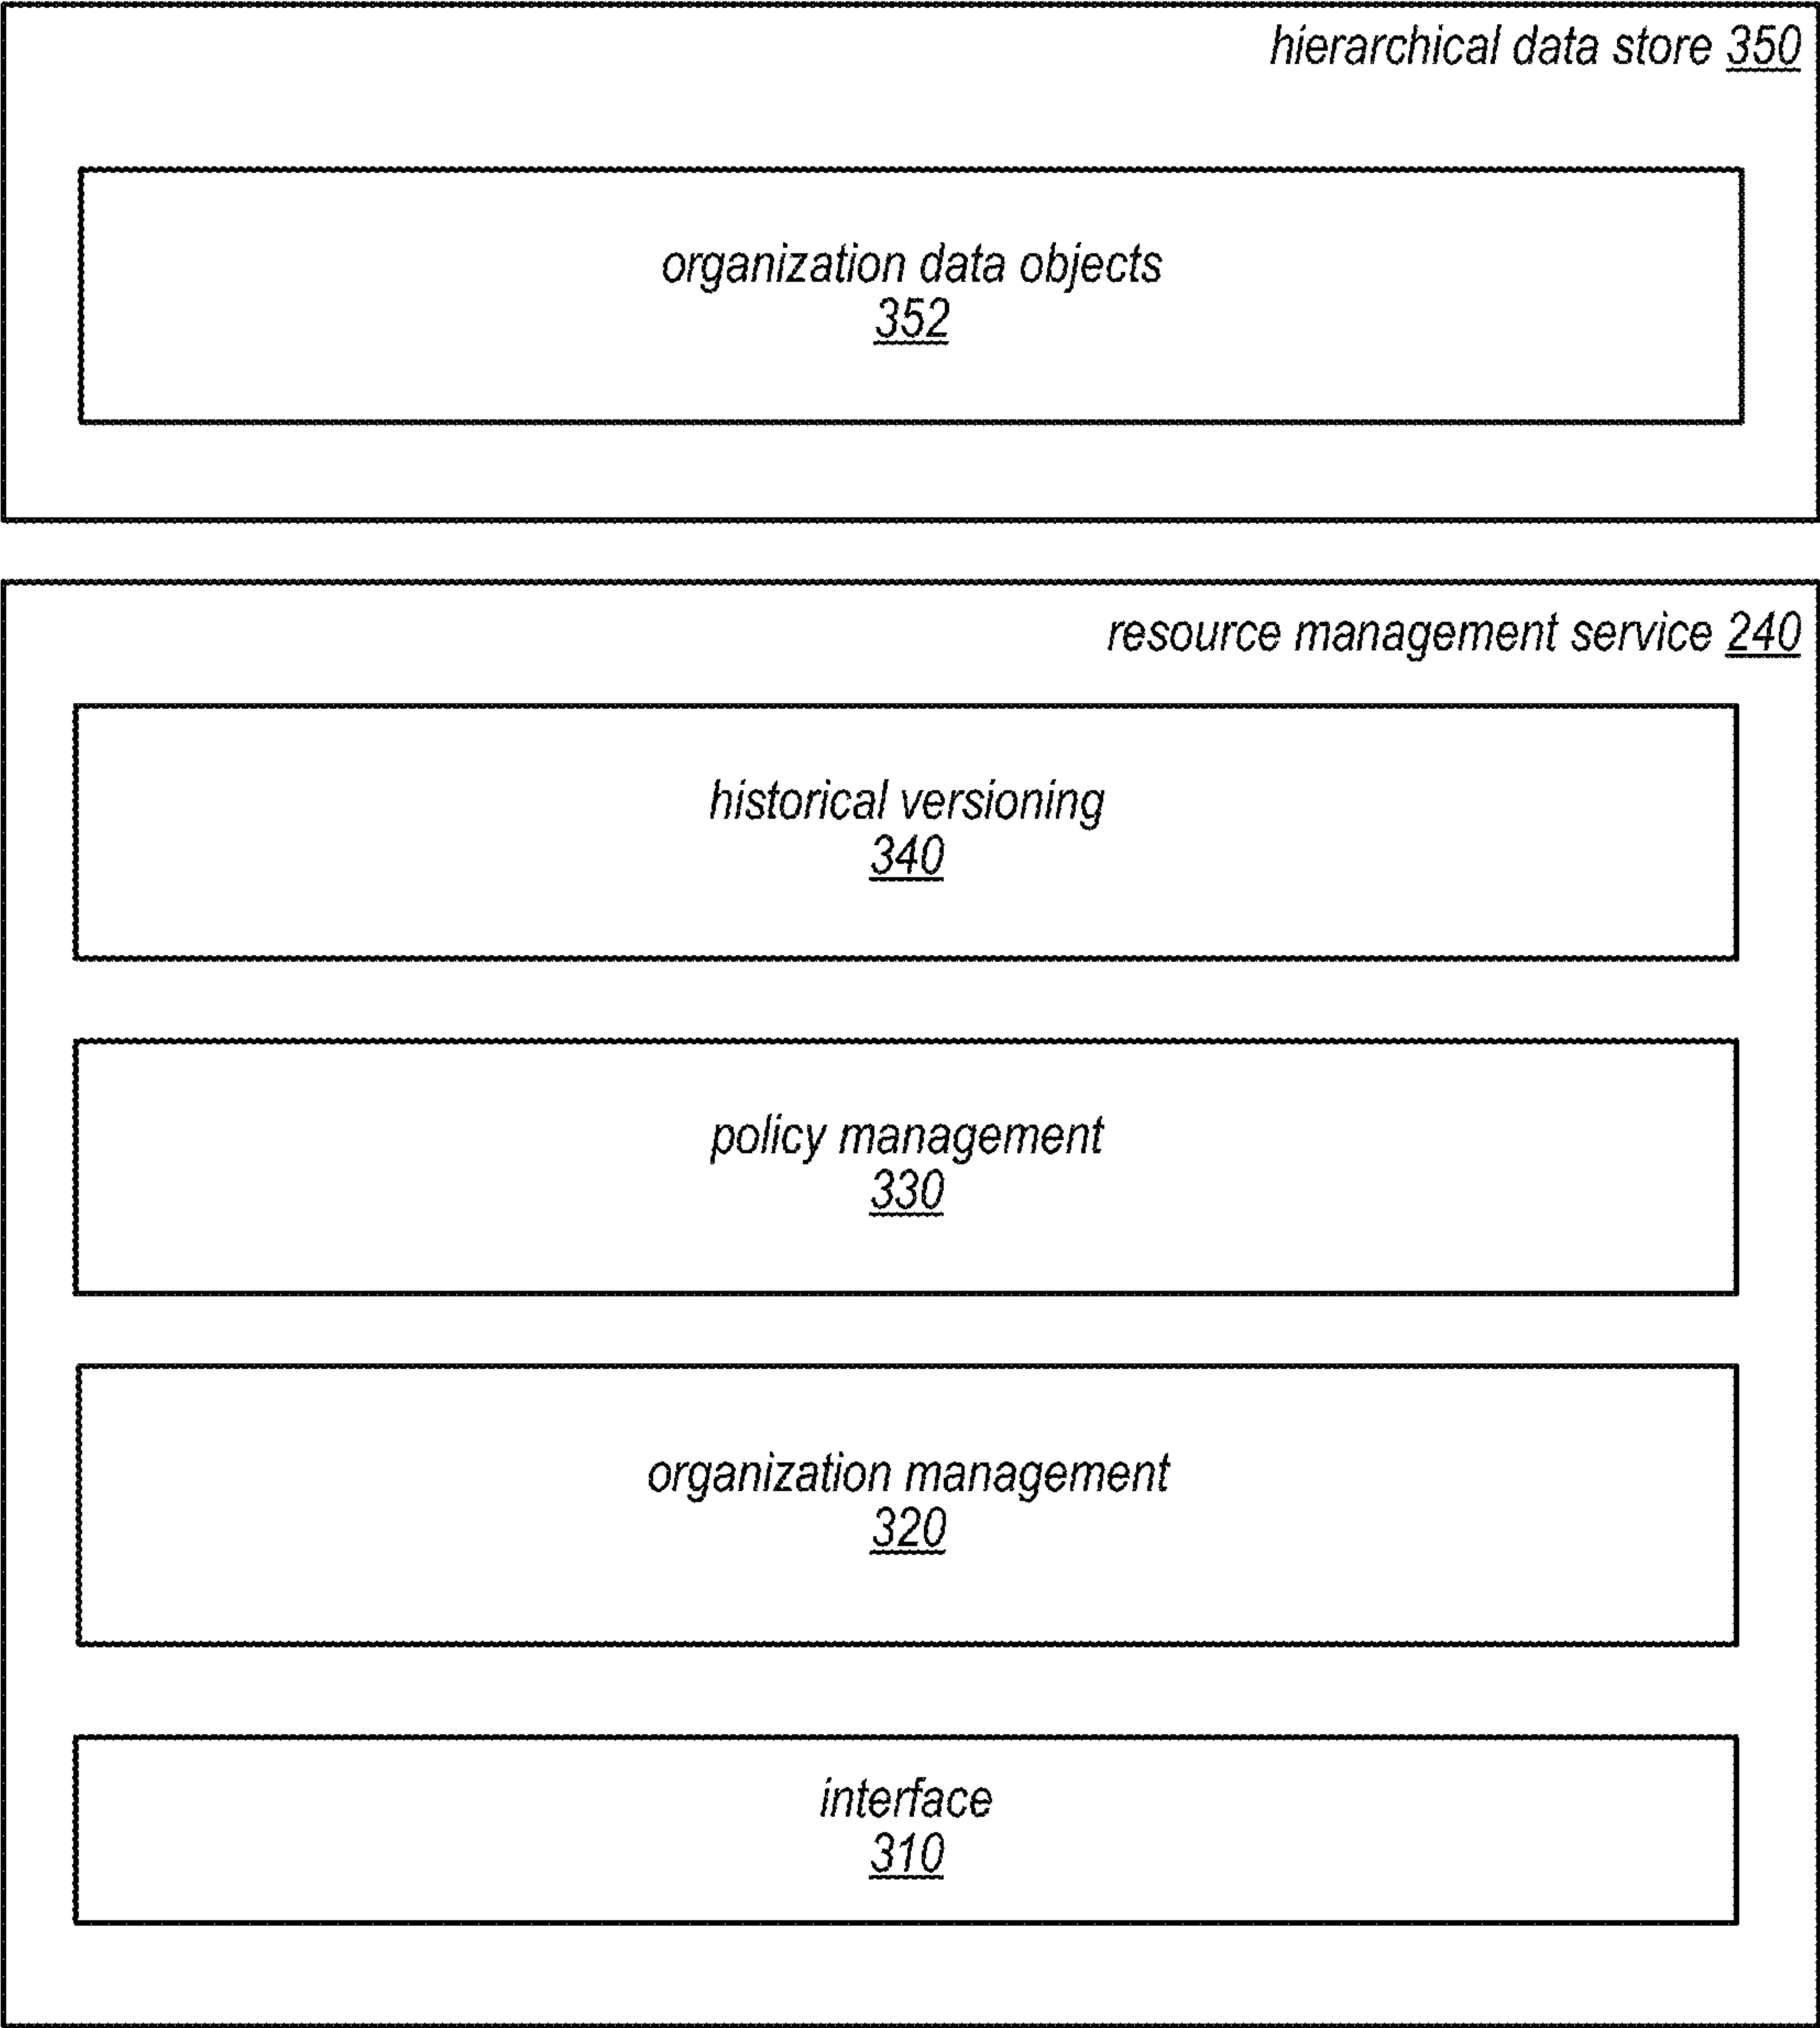 hierarchical data store 350
organization data objects
352
resource management service 240
historical versioning
340
policy management
330
organization management
320
interface
310